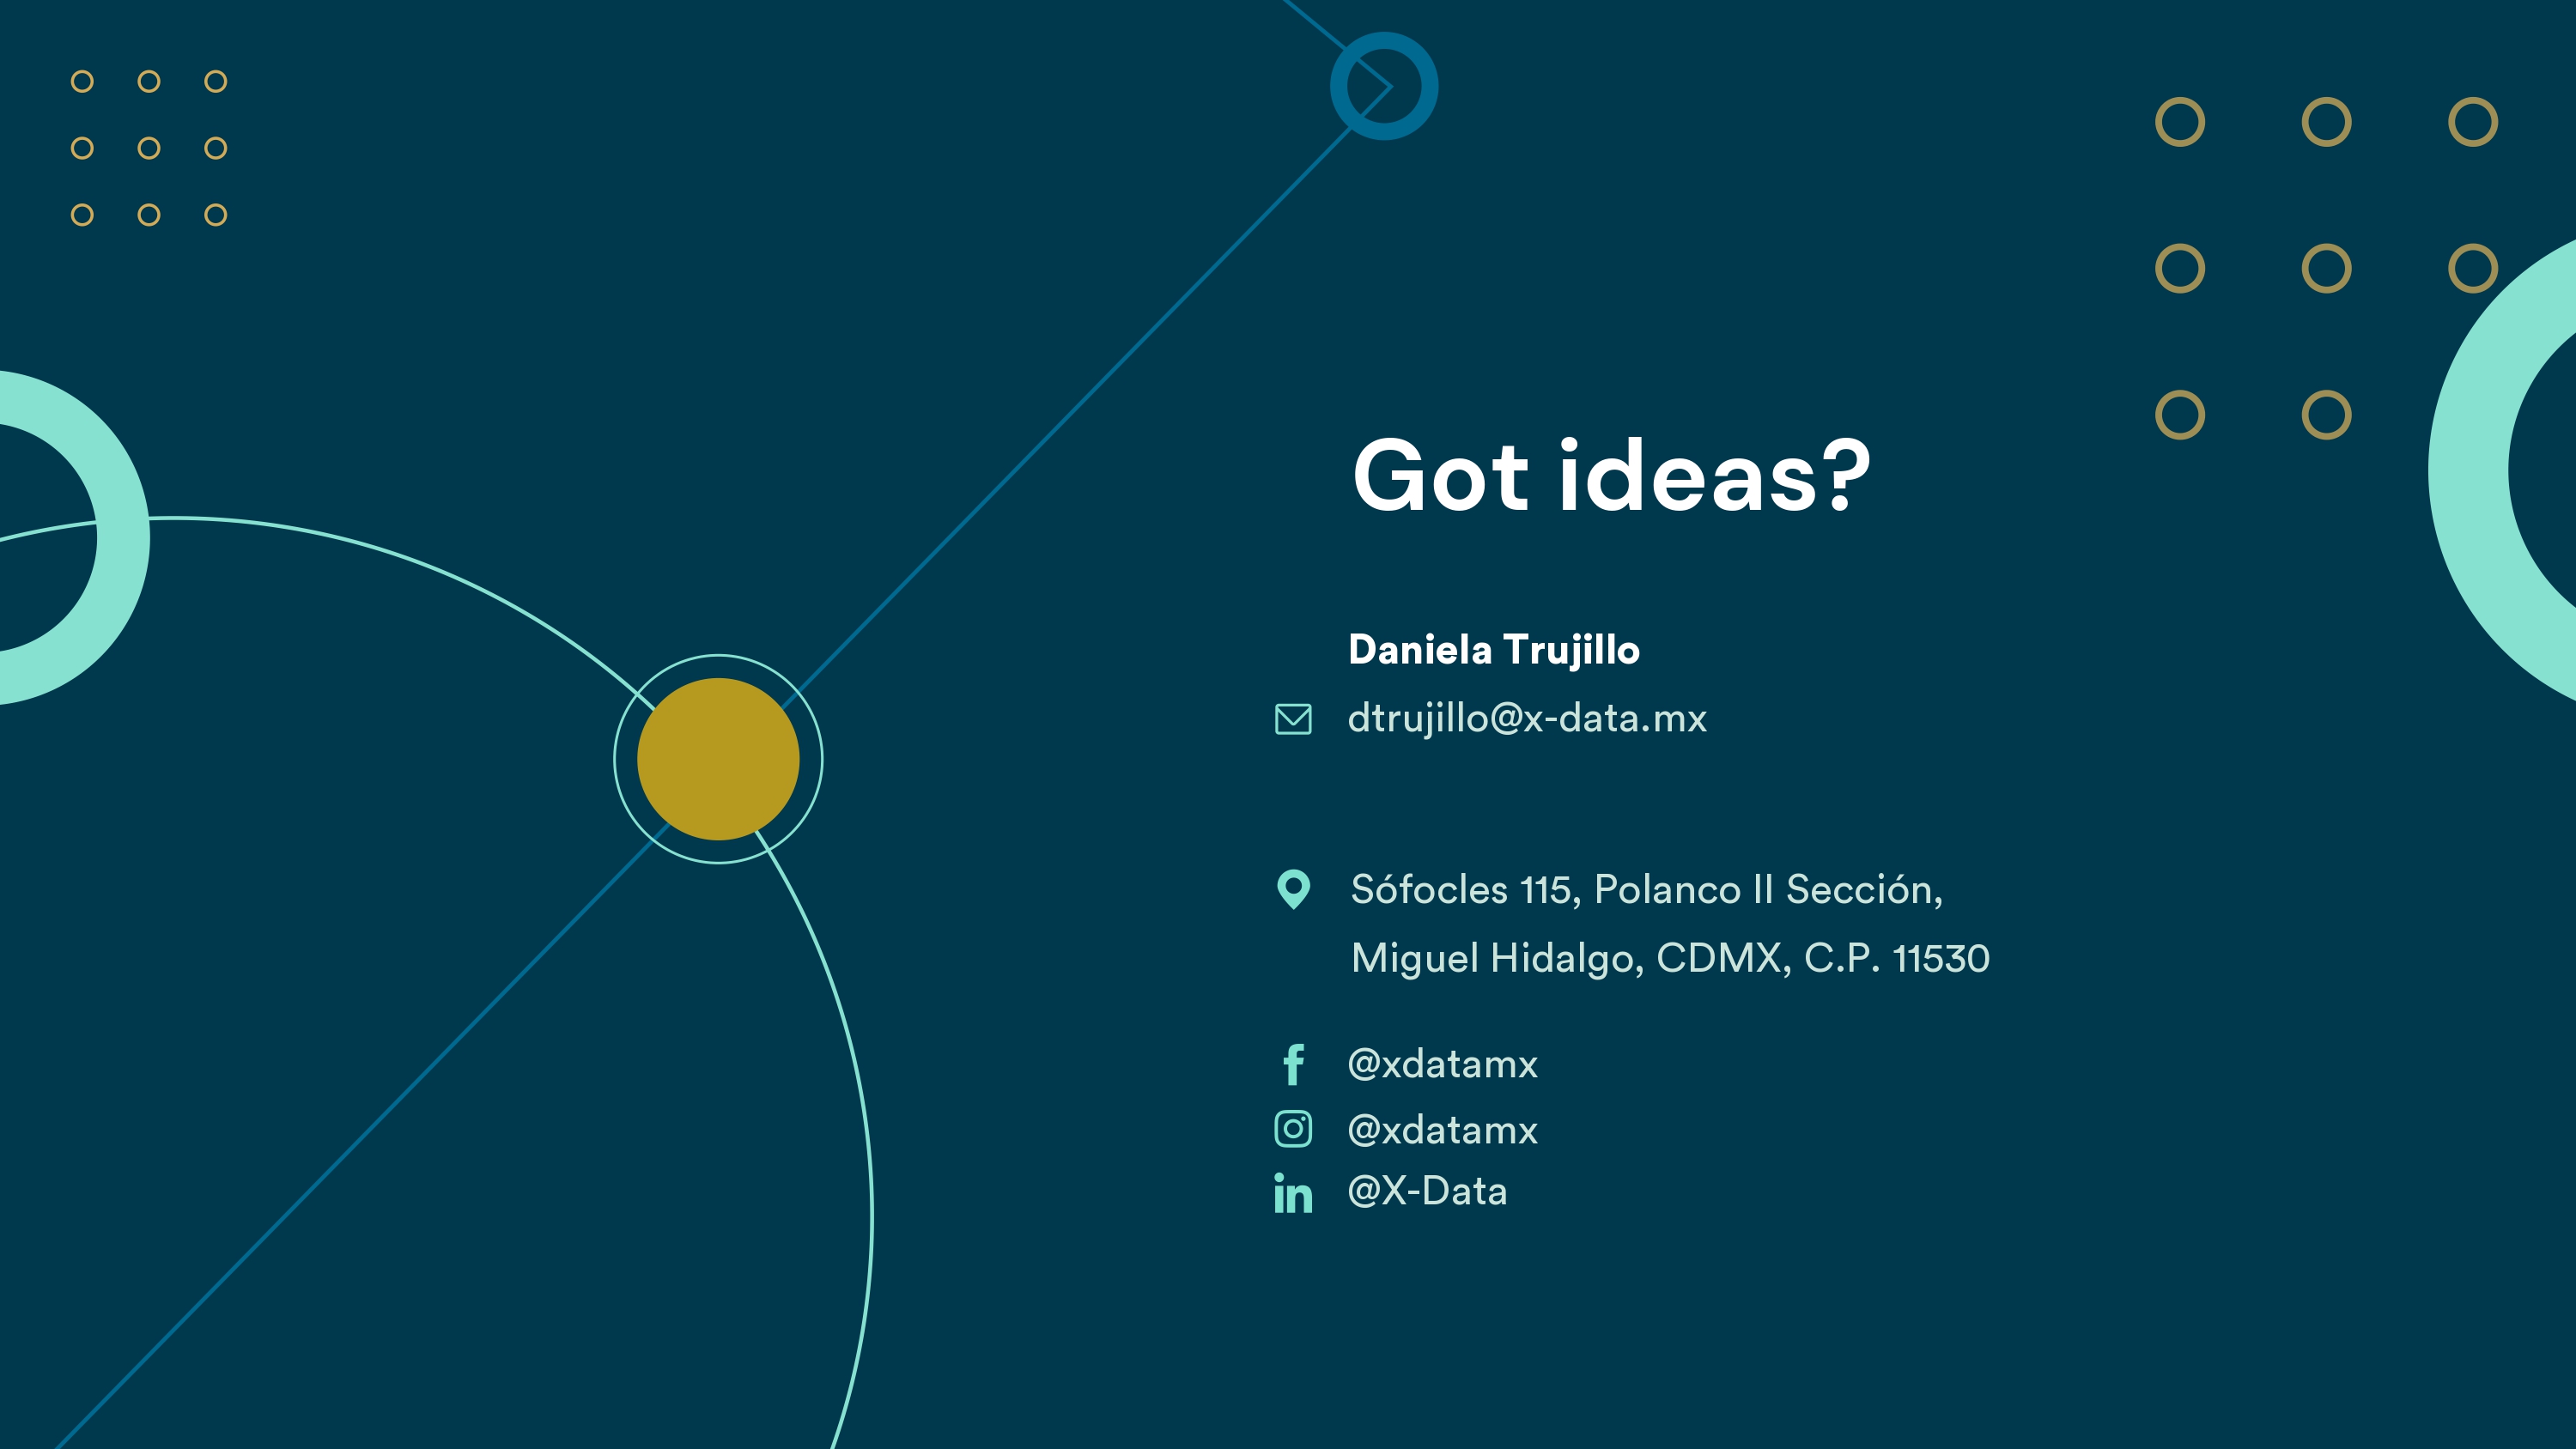 Got ideas?
Daniela Trujillo
dtrujillo@x-data.mx
Sófocles 115, Polanco II Sección,
Miguel Hidalgo, CDMX, C.P. 11530
@xdatamx
@xdatamx
@X-Data